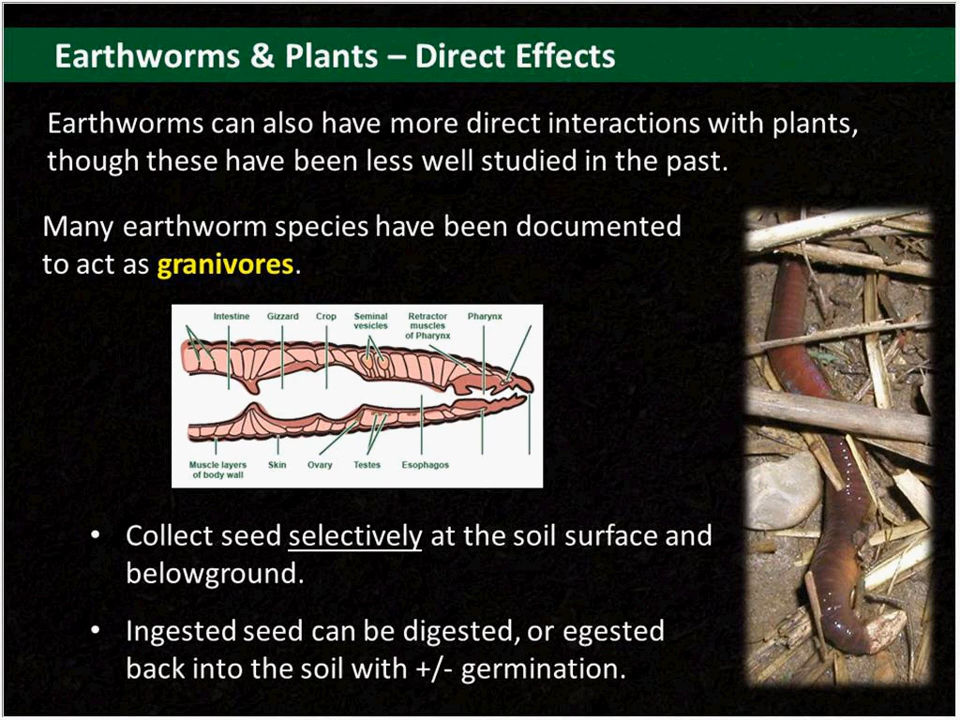 Earthworms & Plants – Direct Effects
Earthworms can also have more direct interactions with plants,
though these have been less well studied in the past.
Many earthworm species have been documented
to act as granivores.
Intestine Gizzard Crop Seminal vesicles Retractor muscles of Pharynx Pharynx
Muscle layers of body wall Skin Ovary Testes Esophagos
• Collect seed selectively at the soil surface and
belowground.
• Ingested seed can be digested, or egested
back into the soil with +/- germination.